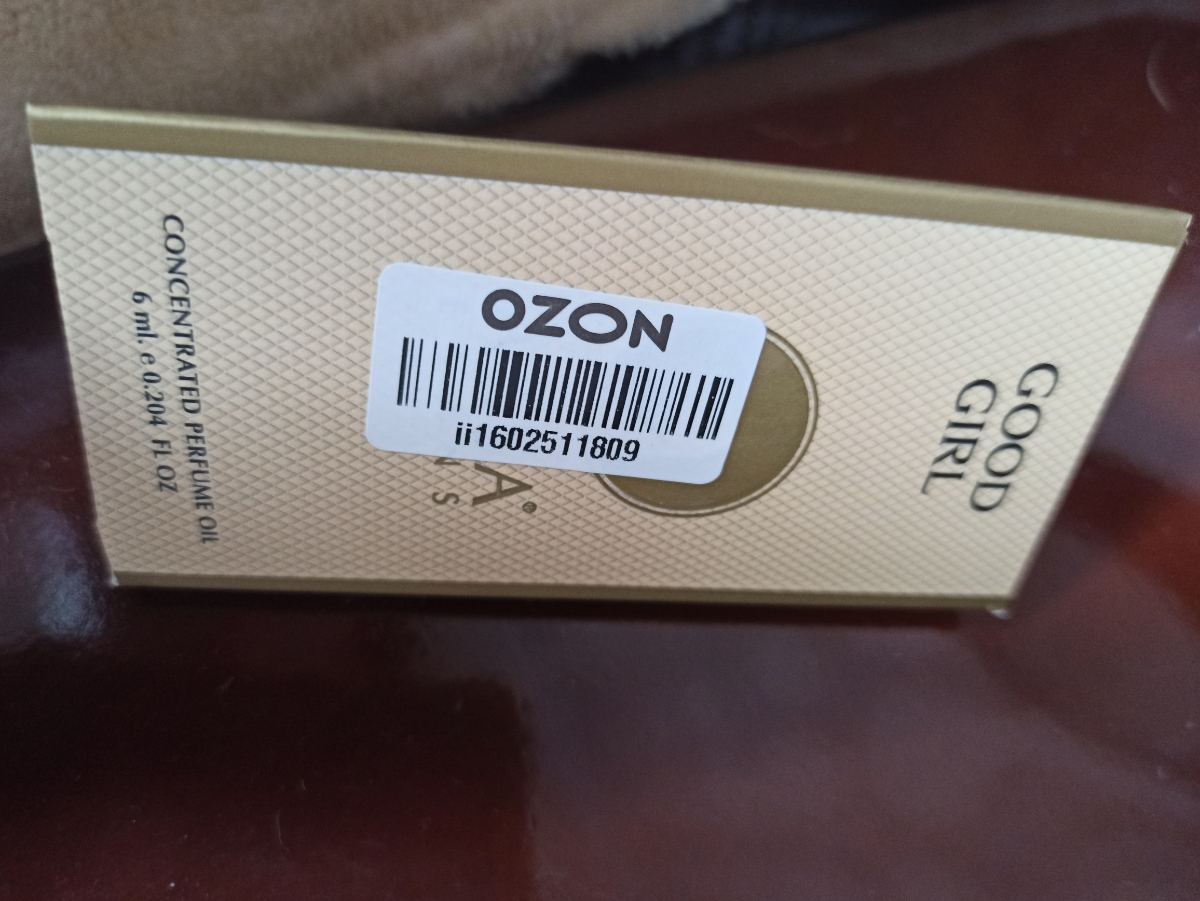 GOOD
GIRL
OZON
ii1602511809
A®
N S
CONCENTRATED PERFUME OIL
6 ml. e 0.204 FL OZ